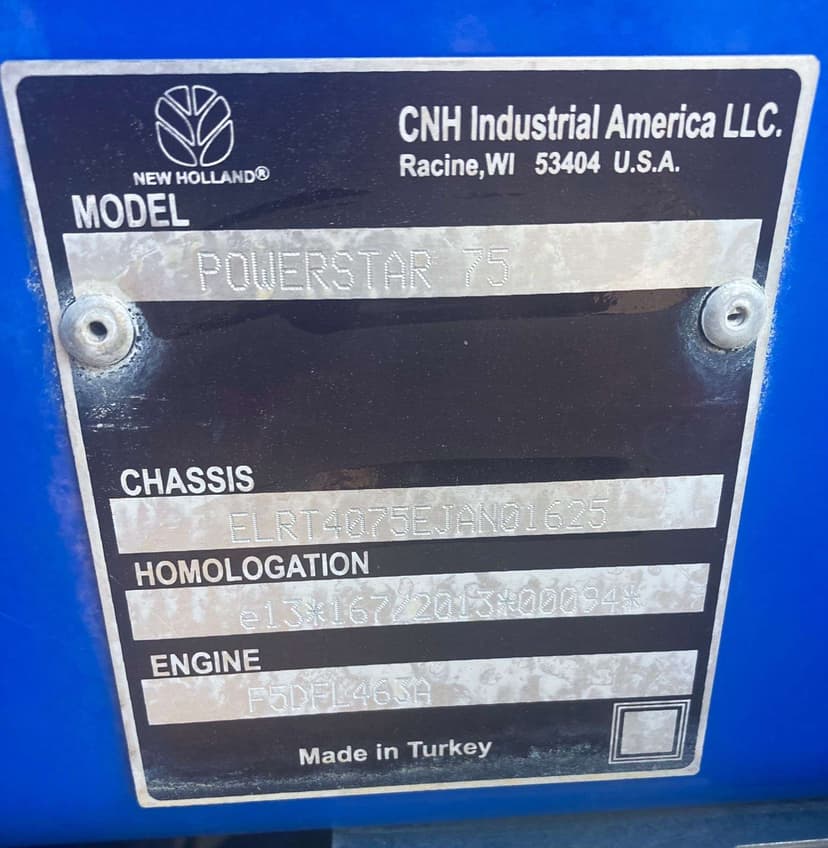 NEW HOLLAND®
CNH Industrial America LLC.
Racine,WI 53404 U.S.A.
MODEL
POWERSTAR 75
CHASSIS
ELRT4075EJAN01625
HOMOLOGATION
e13*167/2013*00094*
ENGINE
F5DFL463A
Made in Turkey